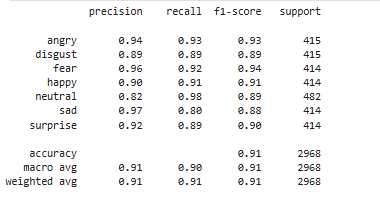 precision recall f1-score support
angry 0.94 0.93 0.93 415
disgust 0.89 0.89 0.89 415
fear 0.96 0.92 0.94 414
happy 0.90 0.91 0.91 414
neutral 0.82 0.98 0.89 482
sad 0.97 0.80 0.88 414
surprise 0.92 0.89 0.90 414
accuracy 0.91 2968
macro avg 0.91 0.90 0.91 2968
weighted avg 0.91 0.91 0.91 2968